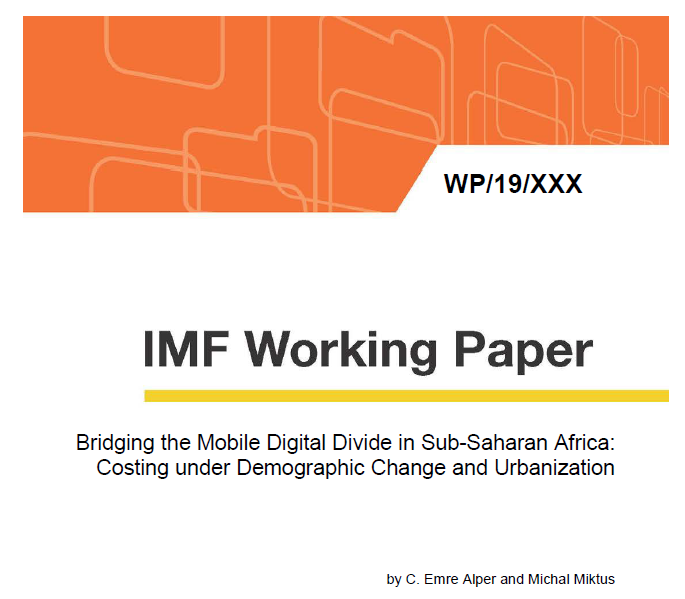 WP/19/XXX
IMF Working Paper
Bridging the Mobile Digital Divide in Sub-Saharan Africa:
Costing under Demographic Change and Urbanization
by C. Emre Alper and Michal Miktus